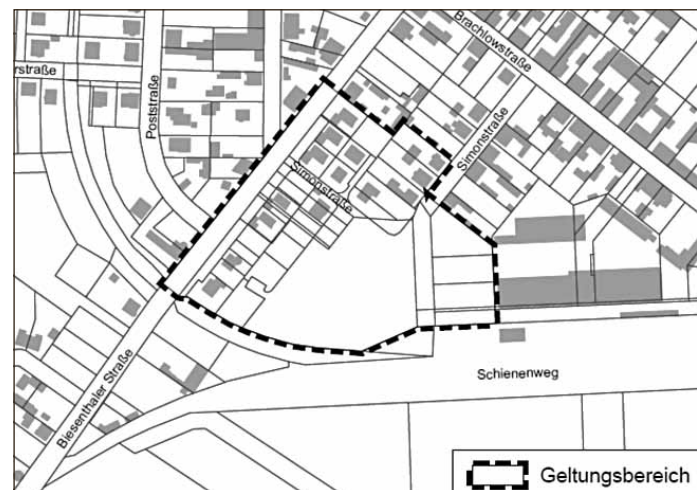 Brachlowstraße
rstraße
Poststraße
Simonstraße
Simonstraße
Biesenthaler Straße
Schienenweg
Geltungsbereich